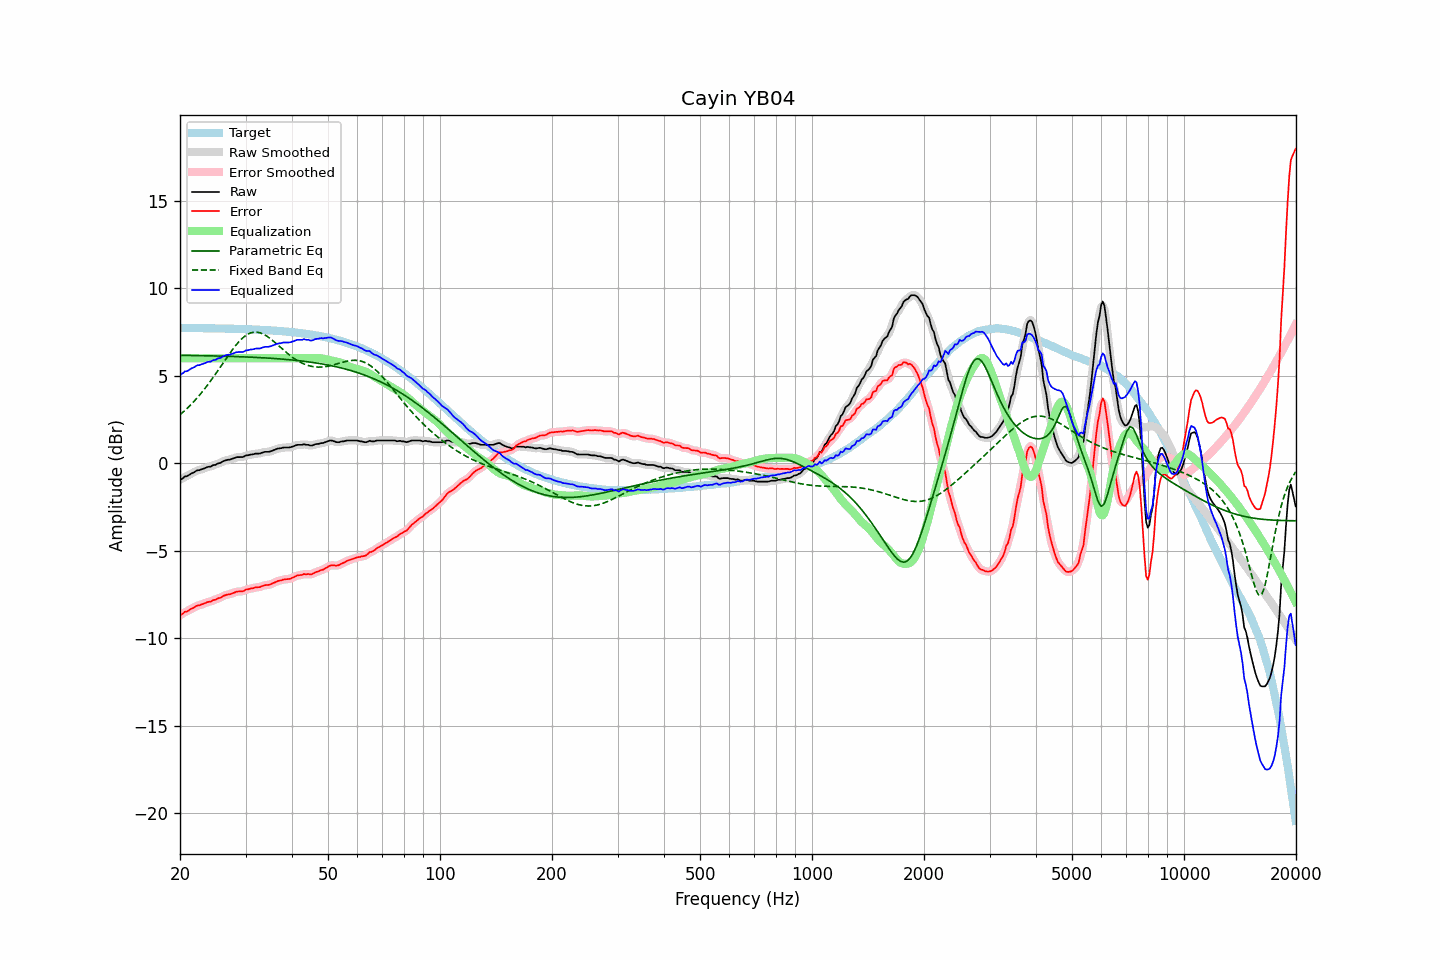 Cayin YB04
Target
Raw Smoothed
Error Smoothed
Raw
Error
Equalization
Parametric Eq
Fixed Band Eq
Equalized
Amplitude (dBr)
15
10
5
0
−5
−10
−15
−20
20 50 100 200 500 1000 2000 5000 10000 20000
Frequency (Hz)